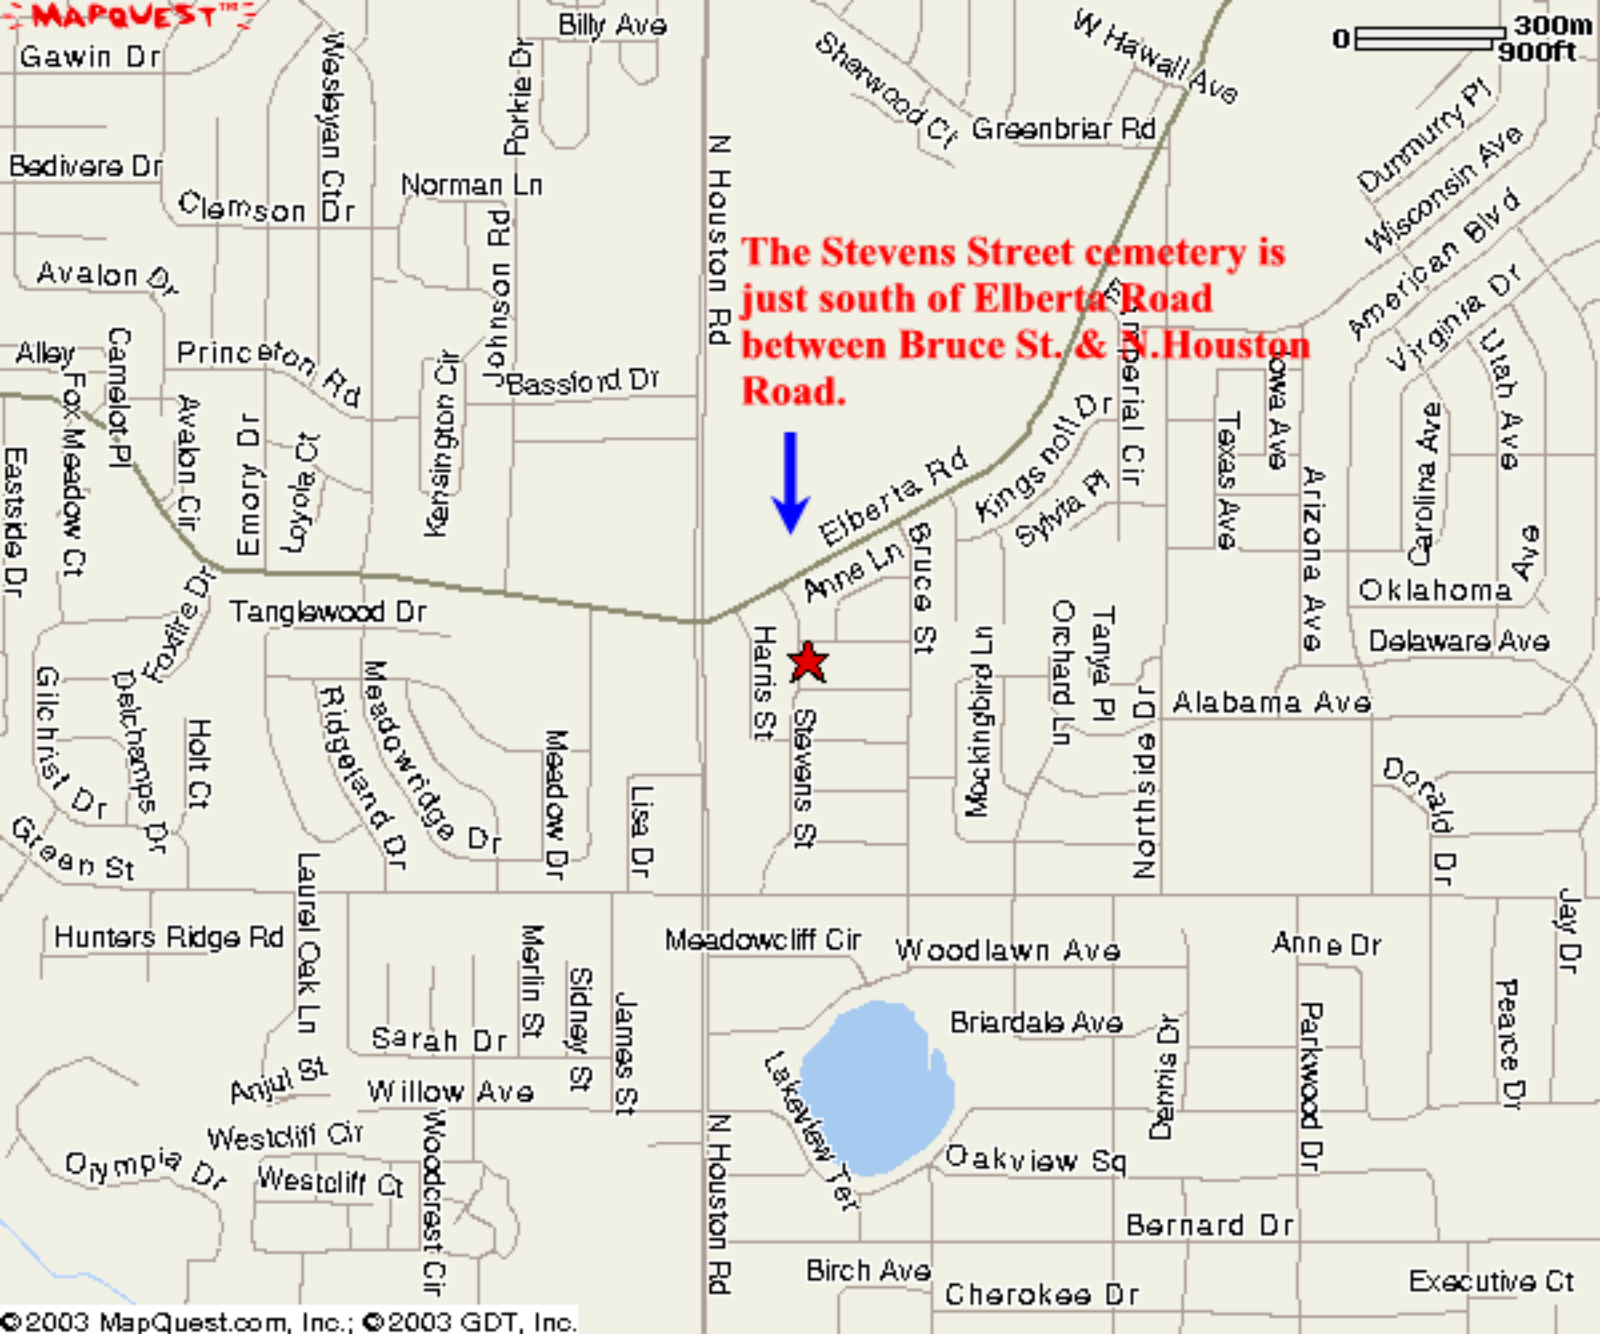 MAPQUEST™
Billy Ave
W Hawaii Ave
0
300m
900ft
Gawin Dr
Wesleyan Ct
Porkie Dr
Sherwood Ct
Greenbriar Rd
Dunmurry Pl
Wisconsin Ave
Bedivere Dr
Norman Ln
Clemson Dr
N Houston Rd
American Blvd
The Stevens Street cemetery is
just south of Elberta Road
between Bruce St. & N.Houston
Road.
Avalon Dr
Johnson Rd
Virginia Dr
Alley
Camelot Pl
Princeton Rd
Bassford Dr
Imperial Cir
Iowa Ave
Utah Ave
Fox Meadow Ct
Avalon Cir
Emory Dr
Loyola Ct
Kensington Cir
Kingsnott Dr
Texas Ave
Carolina Ave
Eastside Dr
Elberta Rd
Sylvia Pl
Arizona Ave
Anne Ln
Bruce St
Oklahoma Ave
Foxfire Dr
Tanglewood Dr
Harris St
Orchard Ln
Tanya Pl
Delaware Ave
Gilchrist Dr
Delchamps Dr
Holt Ct
Ridgeland Dr
Meadowridge Dr
Meadow Dr
Stevens St
Mockingbird Ln
Northside Dr
Alabama Ave
Lisa Dr
Donald Dr
Green St
Laurel Oak Ln
Hunters Ridge Rd
Merlin St
Sidney St
James St
Meadowcliff Cir
Woodlawn Ave
Anne Dr
Jay Dr
Sarah Dr
Briardale Ave
Dennis Dr
Parkwood Dr
Pearce Dr
Anjul St
Willow Ave
Lakeview Ter
Westcliff Cir
Woodcrest Cir
N Houston Rd
Olympia Dr
Westcliff Ct
Oakview Sq
Bernard Dr
Birch Ave
Cherokee Dr
Executive Ct
©2003 MapQuest.com, Inc.; ©2003 GDT, Inc.